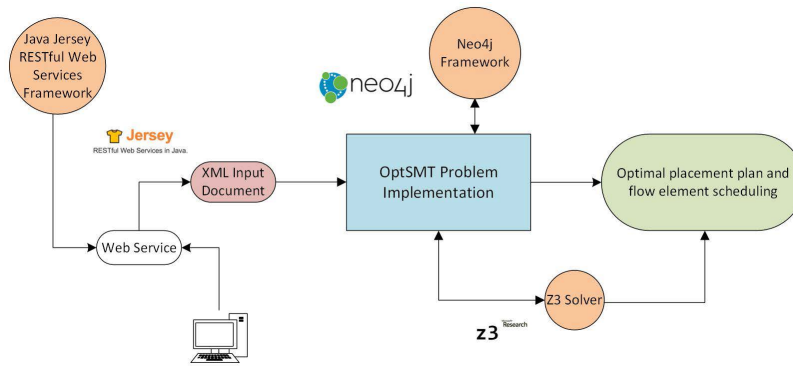 Java Jersey
RESTful Web
Services
Framework
Neo4j
Framework
neo4j
Jersey
RESTful Web Services in Java.
XML Input
Document
OptSMT Problem
Implementation
Optimal placement plan and
flow element scheduling
Web Service
Z3 Solver
z3
Research